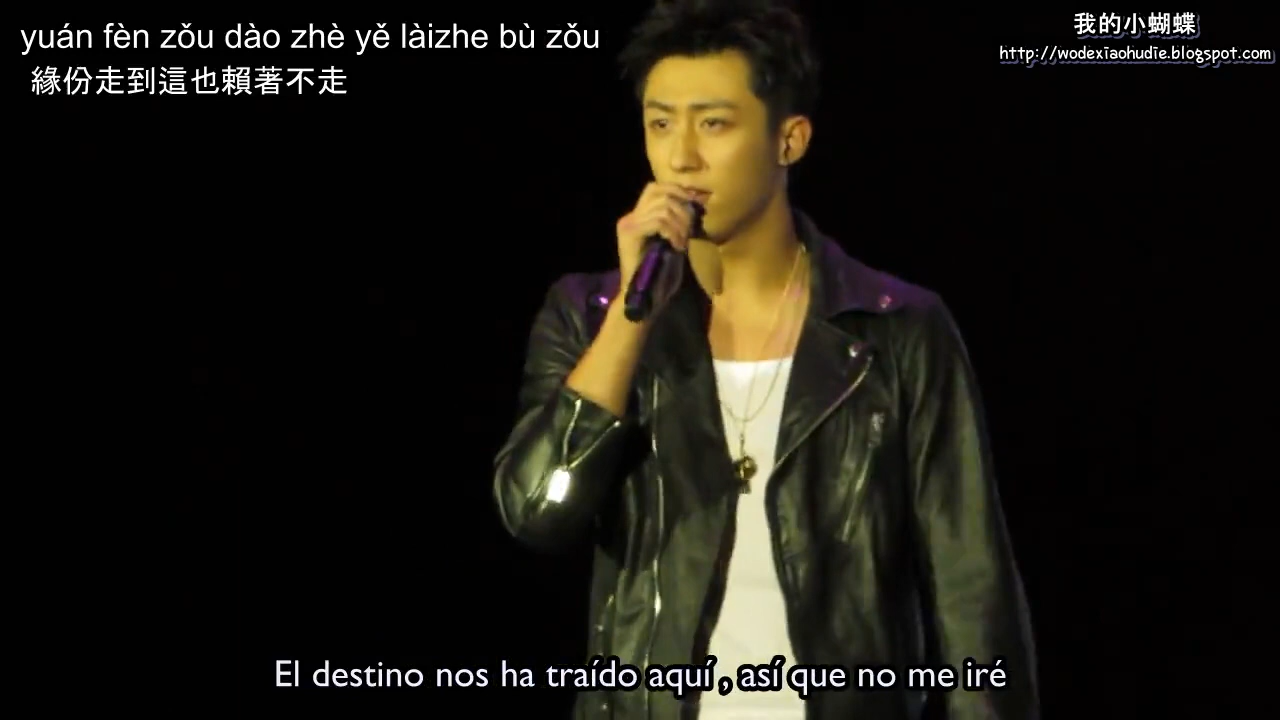 yuán fèn zǒu dào zhè yě làizhe bù zǒu
緣份走到這也賴著不走
我的小蝴蝶
http://wodexiaohudie.blogspot.com
El destino nos ha traído aquí , así que no me iré